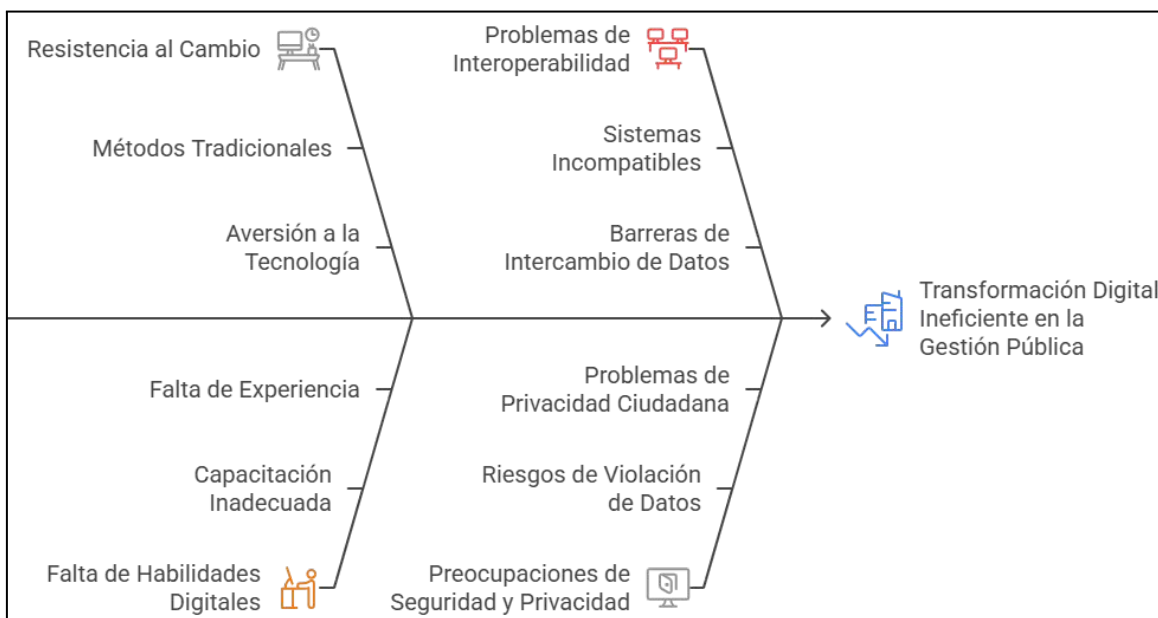 Resistencia al Cambio
Métodos Tradicionales
Aversión a la
Tecnología
Problemas de
Interoperabilidad
Sistemas
Incompatibles
Barreras de
Intercambio de Datos
Transformación Digital
Ineficiente en la
Gestión Pública
Falta de Experiencia
Capacitación
Inadecuada
Falta de Habilidades
Digitales
Problemas de
Privacidad Ciudadana
Riesgos de Violación
de Datos
Preocupaciones de
Seguridad y Privacidad